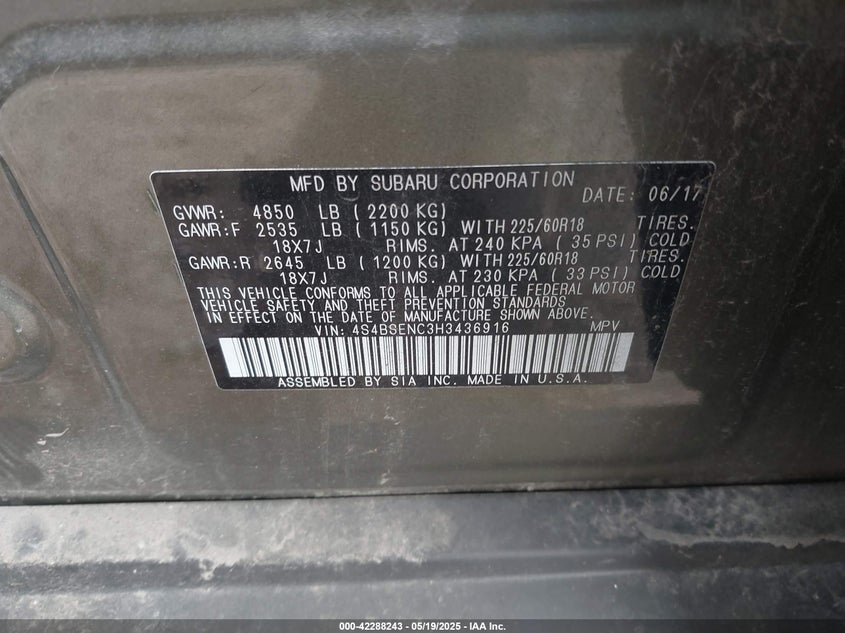 MFD BY SUBARU CORPORATION DATE: 06/17
GVWR: 4850 LB ( 2200 KG)
GAWR:F 2535 LB ( 1150 KG) WITH 225/60R18 TIRES.
18X7J RIMS. AT 240 KPA ( 35 PSI) COLD
GAWR:R 2645 LB ( 1200 KG) WITH 225/60R18 TIRES.
18X7J RIMS. AT 230 KPA ( 33 PSI) COLD
THIS VEHICLE CONFORMS TO ALL APPLICABLE FEDERAL MOTOR
VEHICLE SAFETY AND THEFT PREVENTION STANDARDS
IN EFFECT ON THE DATE OF MANUFACTURE SHOWN ABOVE.
VIN: 4S4BSENC3H3436916 MPV
ASSEMBLED BY SIA INC. MADE IN U.S.A.
000-42288243 - 05/19/2025 - IAA Inc.